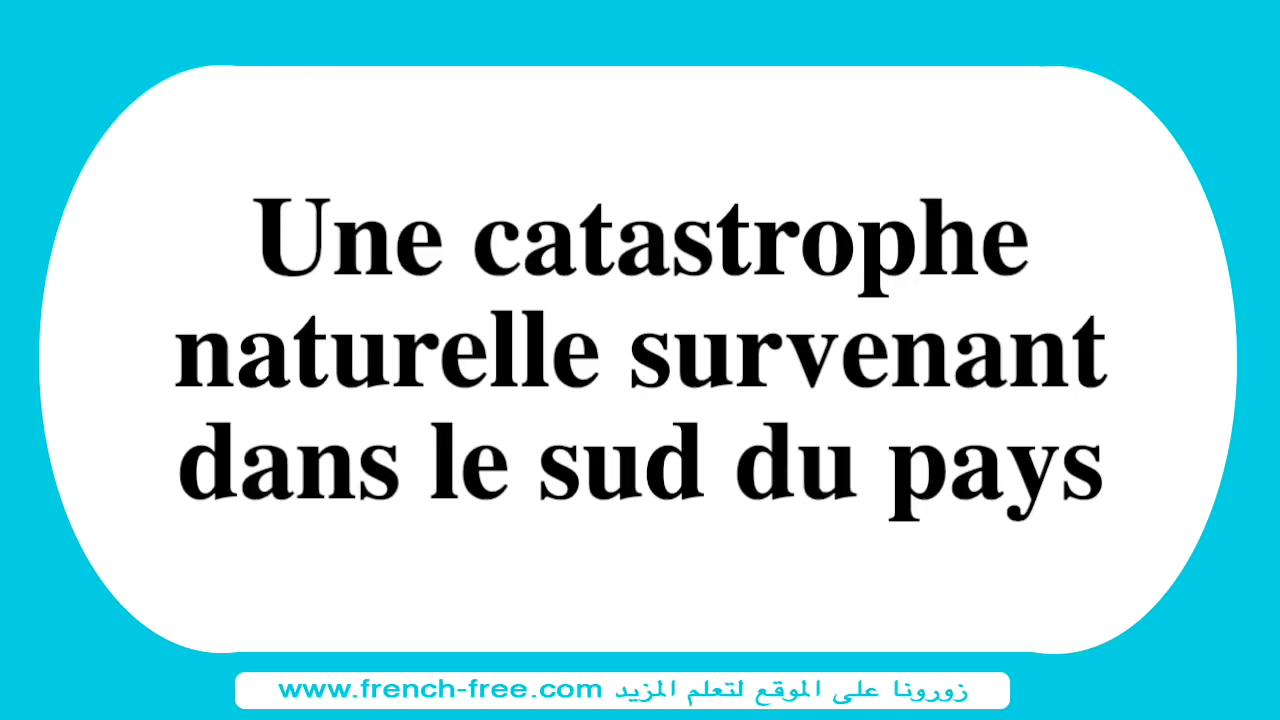 Une catastrophe
naturelle survenant
dans le sud du pays
www.french-free.com زورونا على الموقع لتعلم المزيد